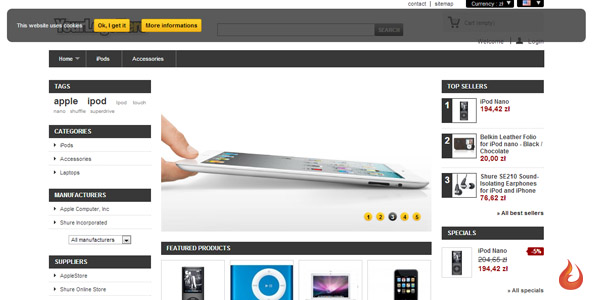 contact | sitemap
Currency : zł
This website uses cookies
Ok, I get it
More informations
SEARCH
Cart
Welcome
Login
Home
iPods
Accessories
TAGS
apple ipod ipod touch
nano shuffle superdrive
CATEGORIES
iPods
Accessories
Laptops
MANUFACTURERS
Apple Computer, Inc
Shure Incorporated
All manufacturers
SUPPLIERS
AppleStore
Shure Online Store
1 2 3 4 5
FEATURED PRODUCTS
TOP SELLERS
1
iPod Nano
194,42 zł
2
Belkin Leather Folio
for iPod nano - Black /
Chocolate
20,00 zł
3
Shure SE210 Sound-
Isolating Earphones
for iPod and iPhone
76,62 zł
» All best sellers
SPECIALS
iPod Nano
-5%
204,65 zł
194,42 zł
» All specials